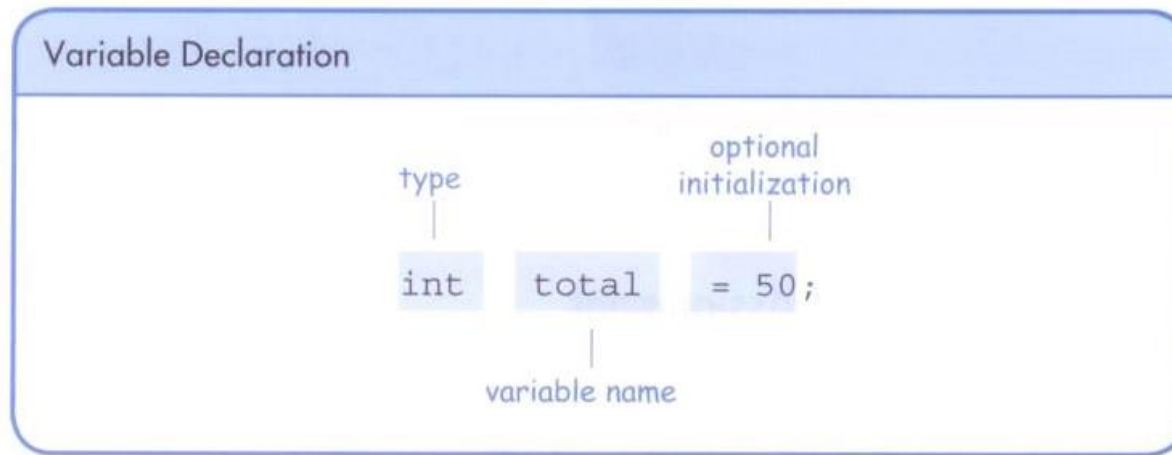 Variable Declaration
optional
type
initialization
int total = 50;
variable name